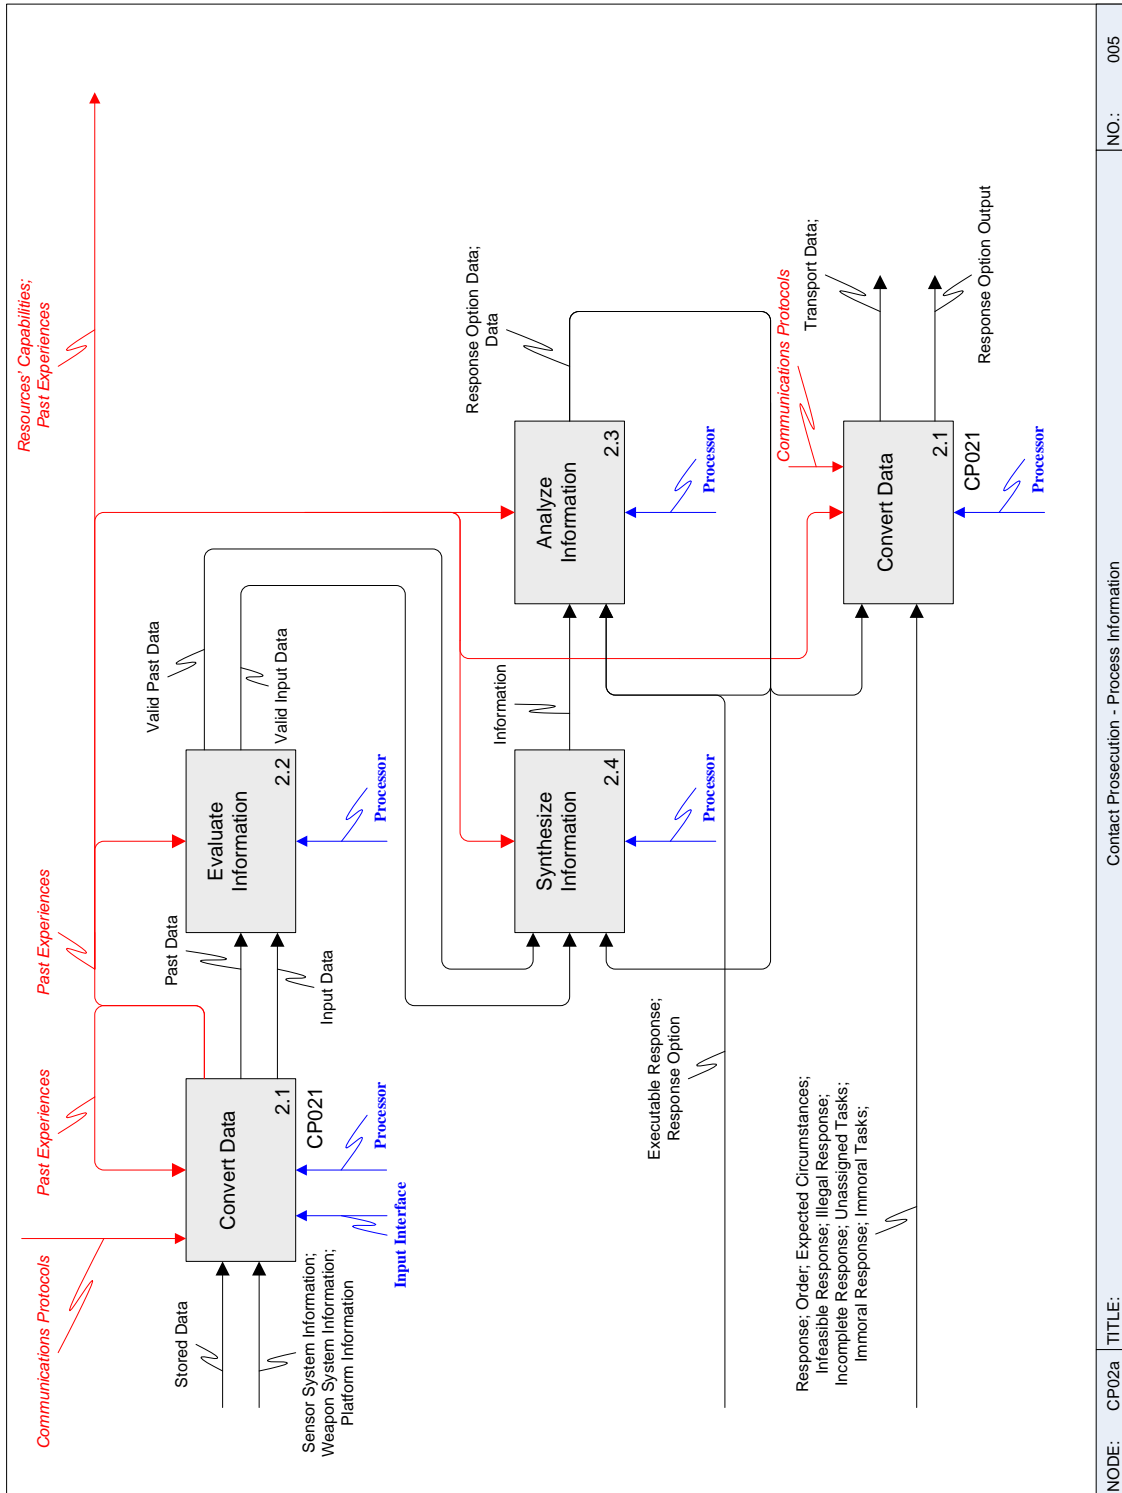 Communications Protocols
Past Experiences
Past Experiences
Resources' Capabilities;
Past Experiences
Stored Data
Sensor System Information;
Weapon System Information;
Platform Information
Convert Data
2.1
CP021
Input Interface
Processor
Past Data
Input Data
Evaluate
Information
2.2
Processor
Valid Past Data
Valid Input Data
Synthesize
Information
2.4
Processor
Information
Analyze
Information
2.3
Processor
Response Option Data;
Data
Executable Response;
Response Option
Communications Protocols
Convert Data
2.1
CP021
Processor
Transport Data;
Response Option Output
Response; Order; Expected Circumstances;
Infeasible Response; Illegal Response;
Incomplete Response; Unassigned Tasks;
Immoral Response; Immoral Tasks;
NODE: CP02a TITLE: Contact Prosecution - Process Information NO.: 005